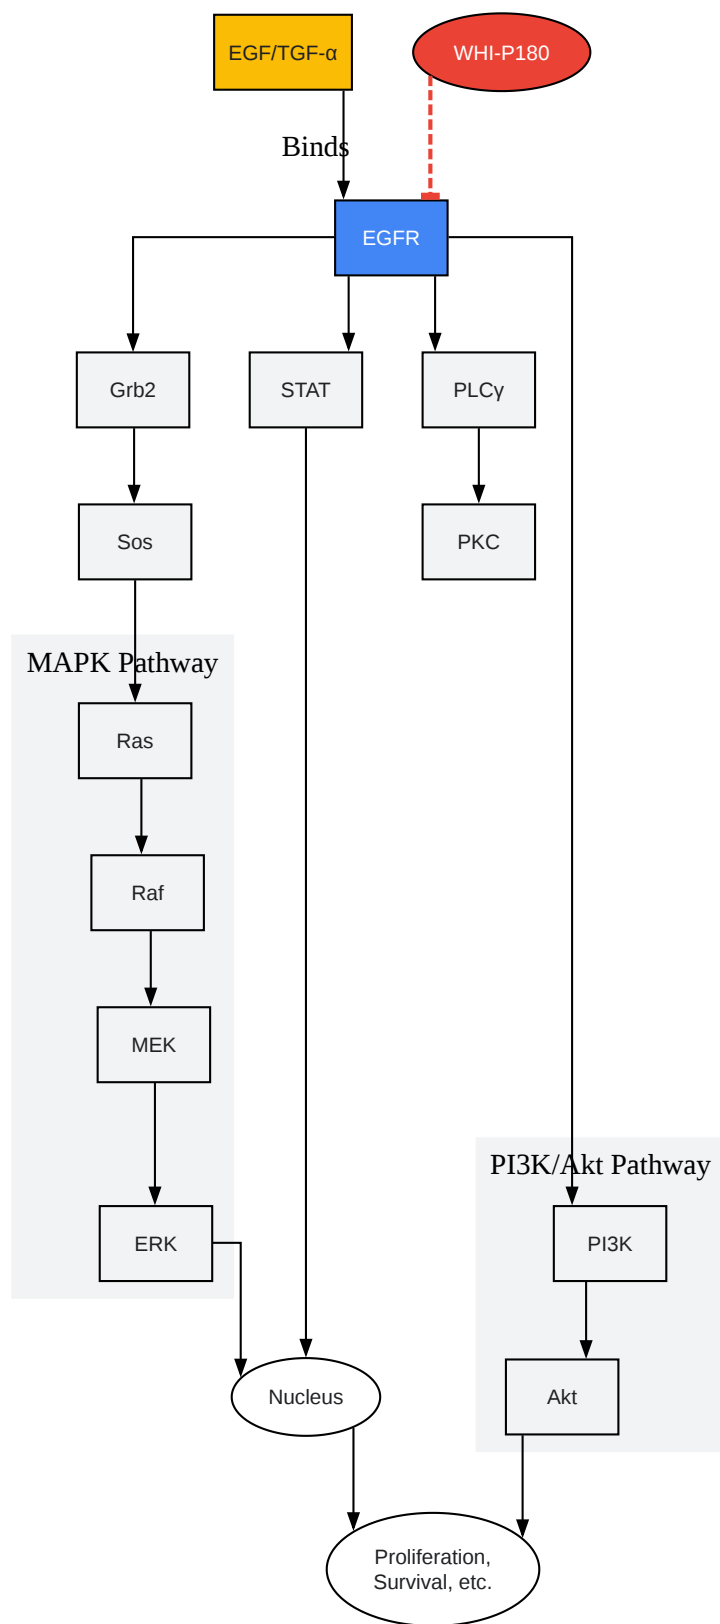 EGF/TGF-α
WHI-P180
Binds
EGFR
Grb2
STAT
PLCγ
Sos
PKC
MAPK Pathway
Ras
Raf
MEK
PI3K/Akt Pathway
ERK
PI3K
Nucleus
Akt
Proliferation,
Survival, etc.